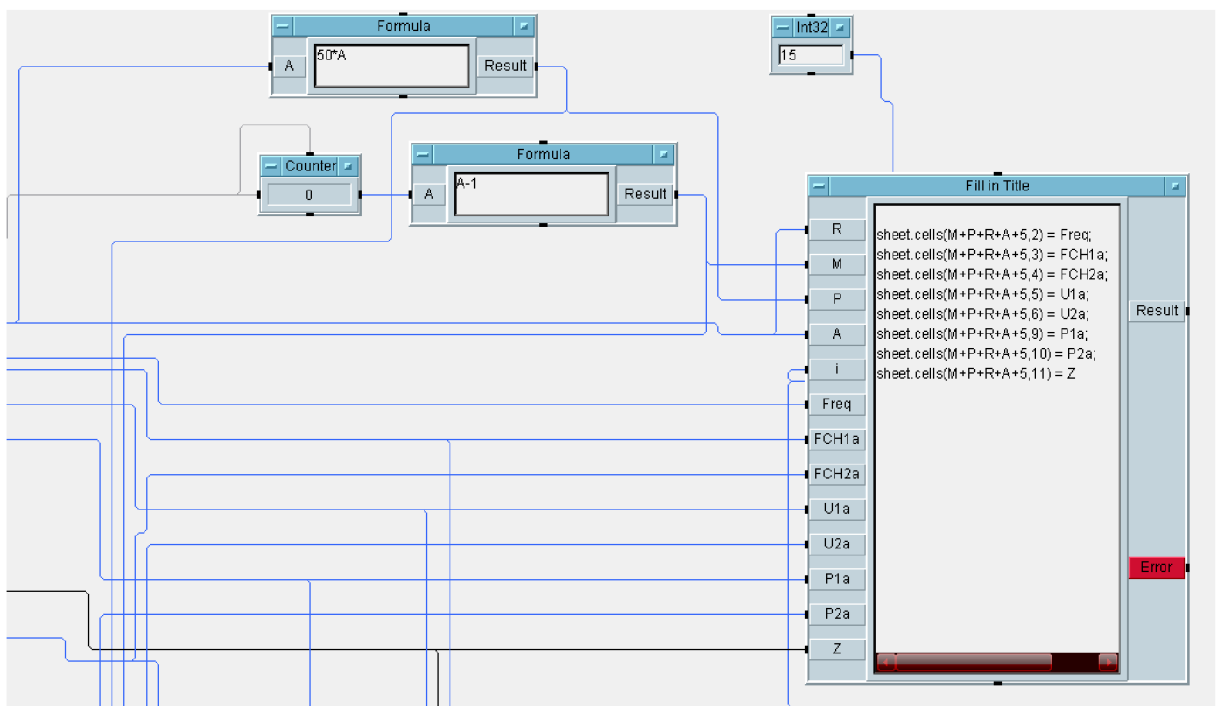 Formula
A
50*A
Result
Int32
15
Counter
0
Formula
A
A-1
Result
Fill in Title
R
M
P
A
i
Freq
FCH1a
FCH2a
U1a
U2a
P1a
P2a
Z
sheet.cells(M+P+R+A+5,2) = Freq;
sheet.cells(M+P+R+A+5,3) = FCH1a;
sheet.cells(M+P+R+A+5,4) = FCH2a;
sheet.cells(M+P+R+A+5,5) = U1a;
sheet.cells(M+P+R+A+5,6) = U2a;
sheet.cells(M+P+R+A+5,9) = P1a;
sheet.cells(M+P+R+A+5,10) = P2a;
sheet.cells(M+P+R+A+5,11) = Z
Result
Error